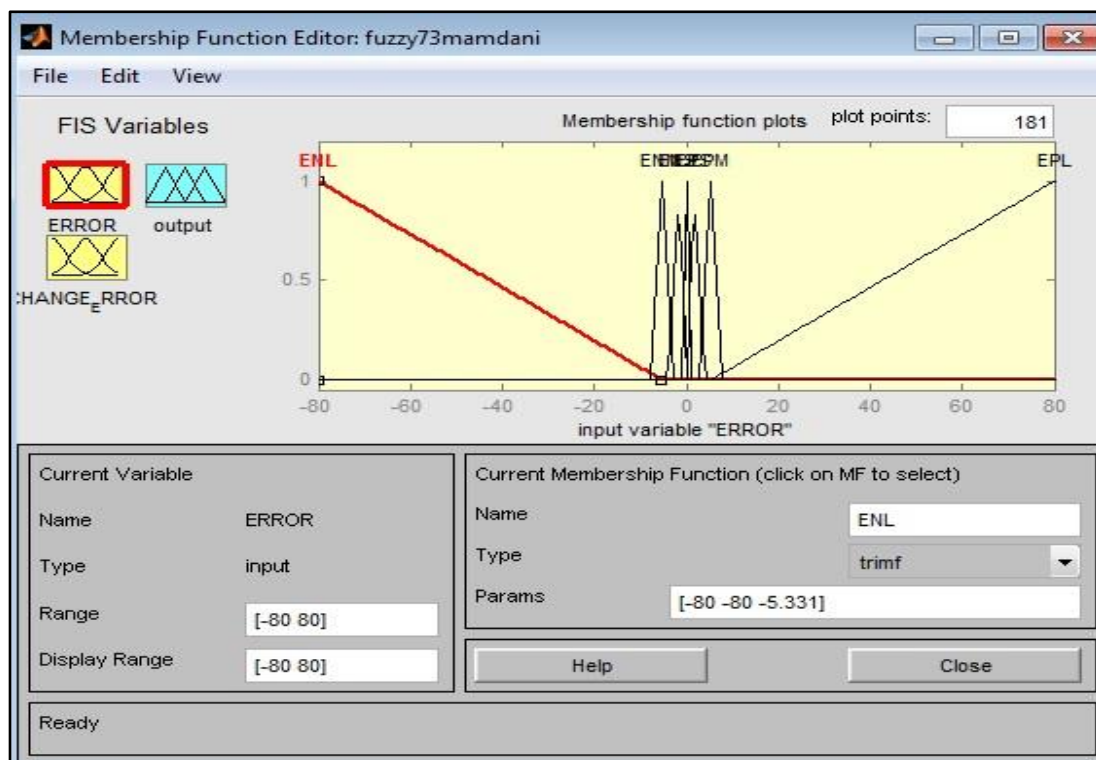 Membership Function Editor: fuzzy73mamdani
File Edit View
FIS Variables
Membership function plots plot points: 181
ERROR output
CHANGE_ERROR
ENL EPL
1
0.5
0
-80 -60 -40 -20 0 20 40 60 80
input variable "ERROR"
Current Variable
Name ERROR
Type input
Range [-80 80]
Display Range [-80 80]
Current Membership Function (click on MF to select)
Name ENL
Type trimf
Params [-80 -80 -5.331]
Help Close
Ready